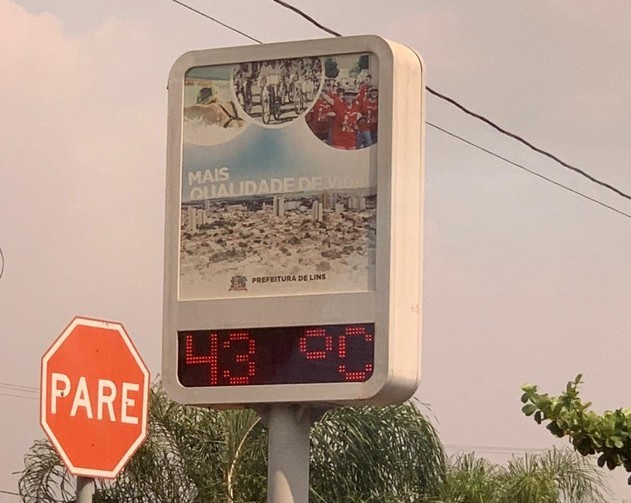 MAIS
QUALIDADE DE VIDA
PREFEITURA DE LINS
43 °C
PARE